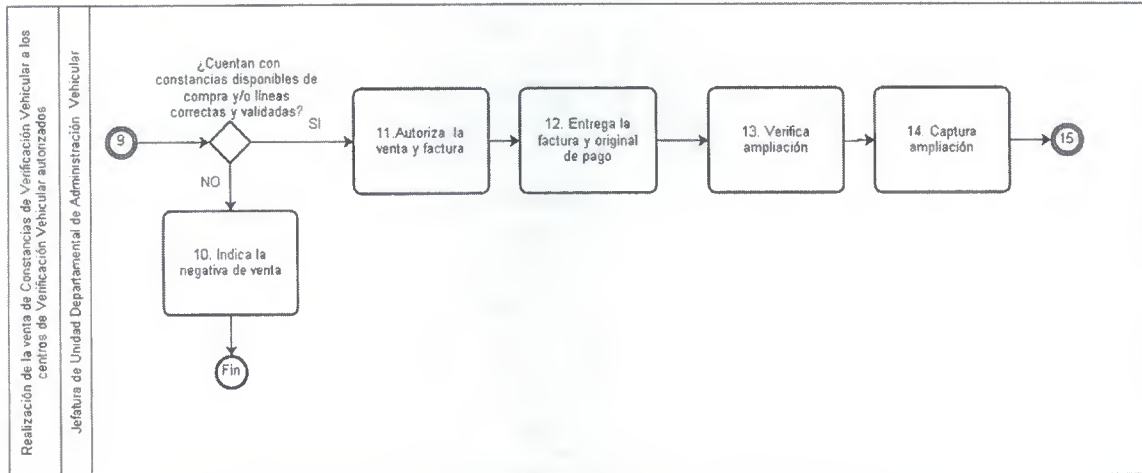 Realización de la venta de Constancias de Verificación Vehicular a los
centros de Verificación Vehicular autorizados
Jefatura de Unidad Departamental de Administración Vehicular
9
¿Cuentan con
constancias disponibles de
compra y/o líneas
correctas y validadas?
SI
NO
10. Indica la
negativa de venta
Fin
11.Autoriza la
venta y factura
12. Entrega la
factura y original
de pago
13. Verifica
ampliación
14. Captura
ampliación
15